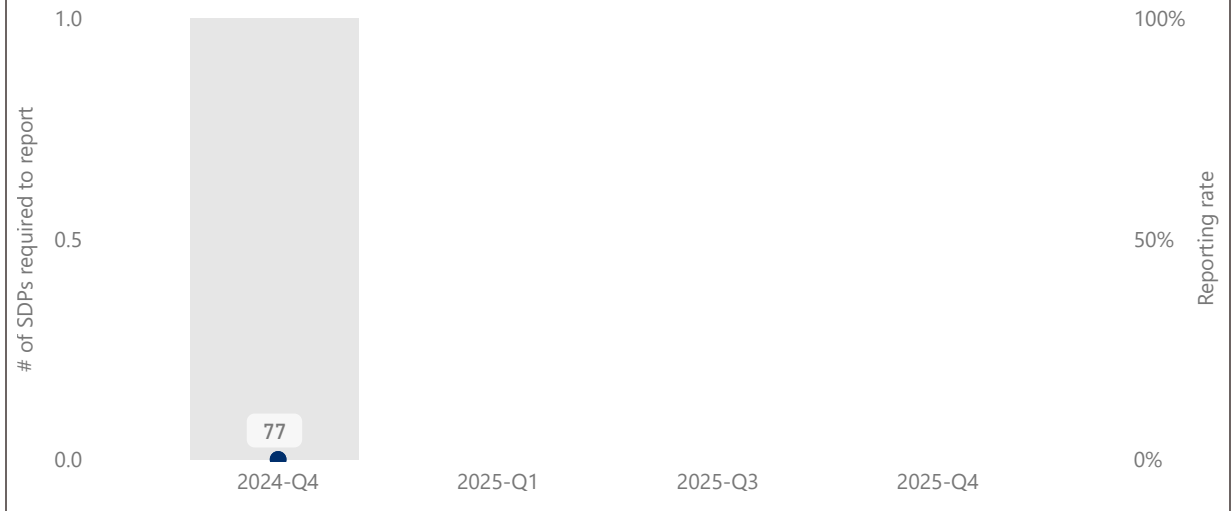 1.0
100%
# of SDPs required to report
0.5
50%
Reporting rate
77
0.0
0%
2024-Q4
2025-Q1
2025-Q3
2025-Q4